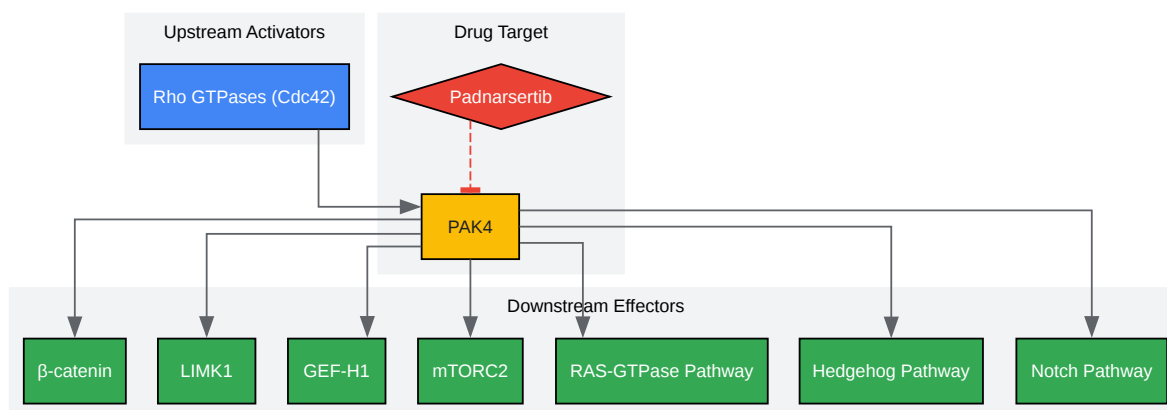 Upstream Activators
Drug Target
Rho GTPases (Cdc42)
Padnarsertib
PAK4
Downstream Effectors
β-catenin
LIMK1
GEF-H1
mTORC2
RAS-GTPase Pathway
Hedgehog Pathway
Notch Pathway